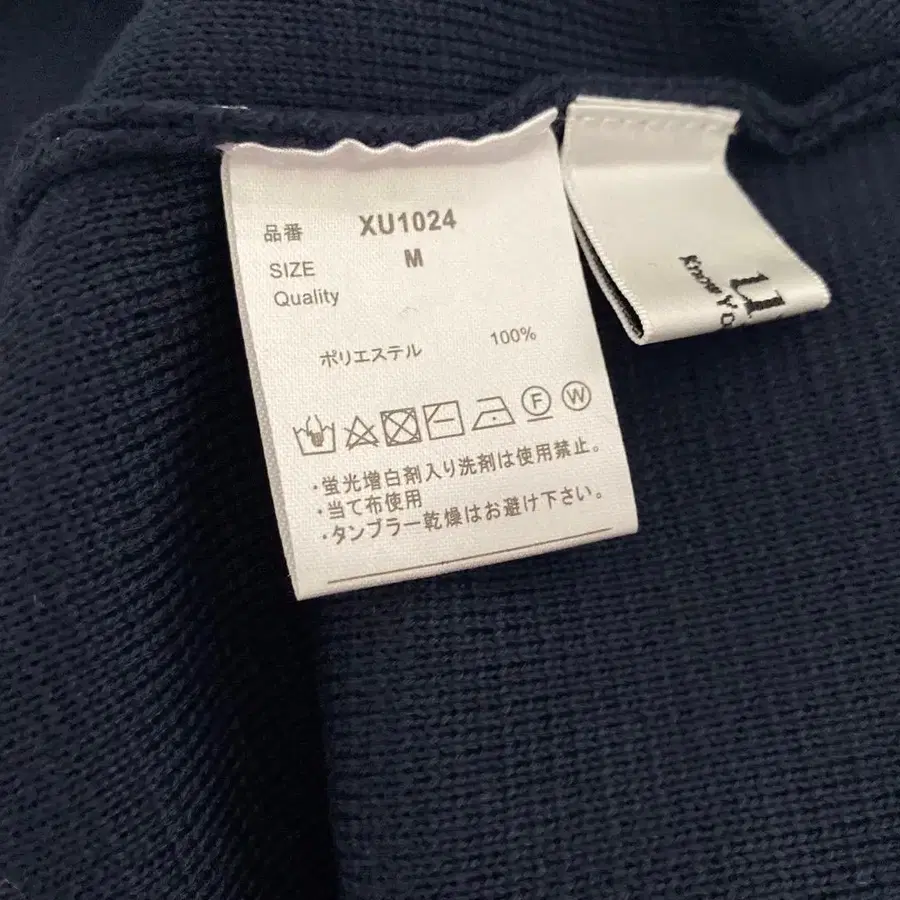 品番 XU1024
SIZE M
Quality
ポリエステル 100%
F W
・蛍光増白剤入り洗剤は使用禁止。
・当て布使用
・タンブラー乾燥はお避け下さい。
Know